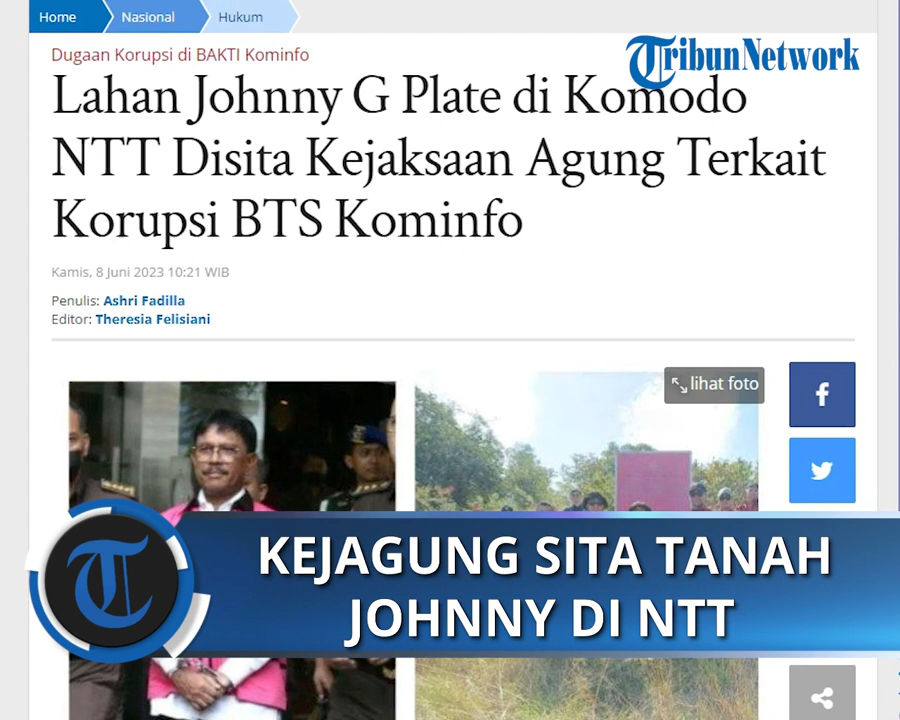 Home Nasional Hukum
Dugaan Korupsi di BAKTI Kominfo
TribunNetwork
Lahan Johnny G Plate di Komodo
NTT Disita Kejaksaan Agung Terkait
Korupsi BTS Kominfo
Kamis, 8 Juni 2023 10:21 WIB
Penulis: Ashri Fadilla
Editor: Theresia Felisiani
lihat foto
KEJAGUNG SITA TANAH
JOHNNY DI NTT